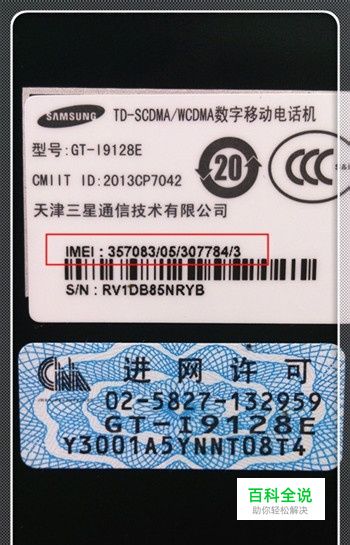 SAMSUNG TD-SCDMA/WCDMA数字移动电话机
型号:GT-I9128E
CMIIT ID:2013CP7042
20
CCC
S&E
天津三星通信技术有限公司
IMEI : 357083/05/307784/3
S/N : RV1DB85NRYB
进网许可
02-5827-132959
GT-I9128E
Y3001A5YNNT08T4
百科全说
助你轻松解决